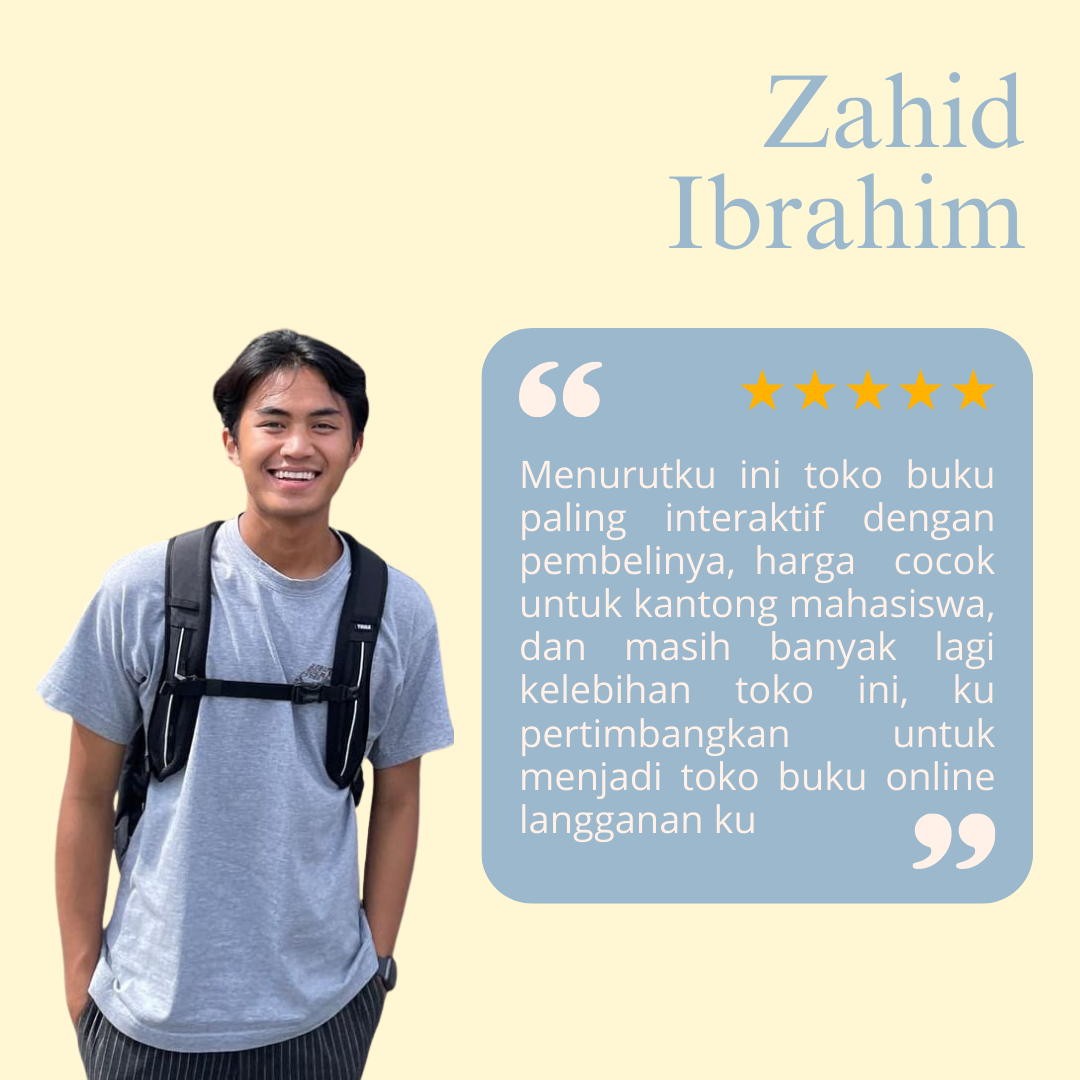 Zahid
Ibrahim
Menurutku ini toko buku
paling interaktif dengan
pembelinya, harga cocok
untuk kantong mahasiswa,
dan masih banyak lagi
kelebihan toko ini, ku
pertimbangkan untuk
menjadi toko buku online
langganan ku